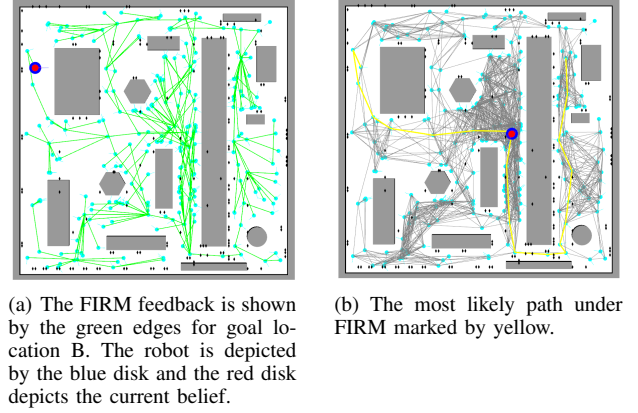 (a) The FIRM feedback is shown
by the green edges for goal lo-
cation B. The robot is depicted
by the blue disk and the red disk
depicts the current belief.
(b) The most likely path under
FIRM marked by yellow.